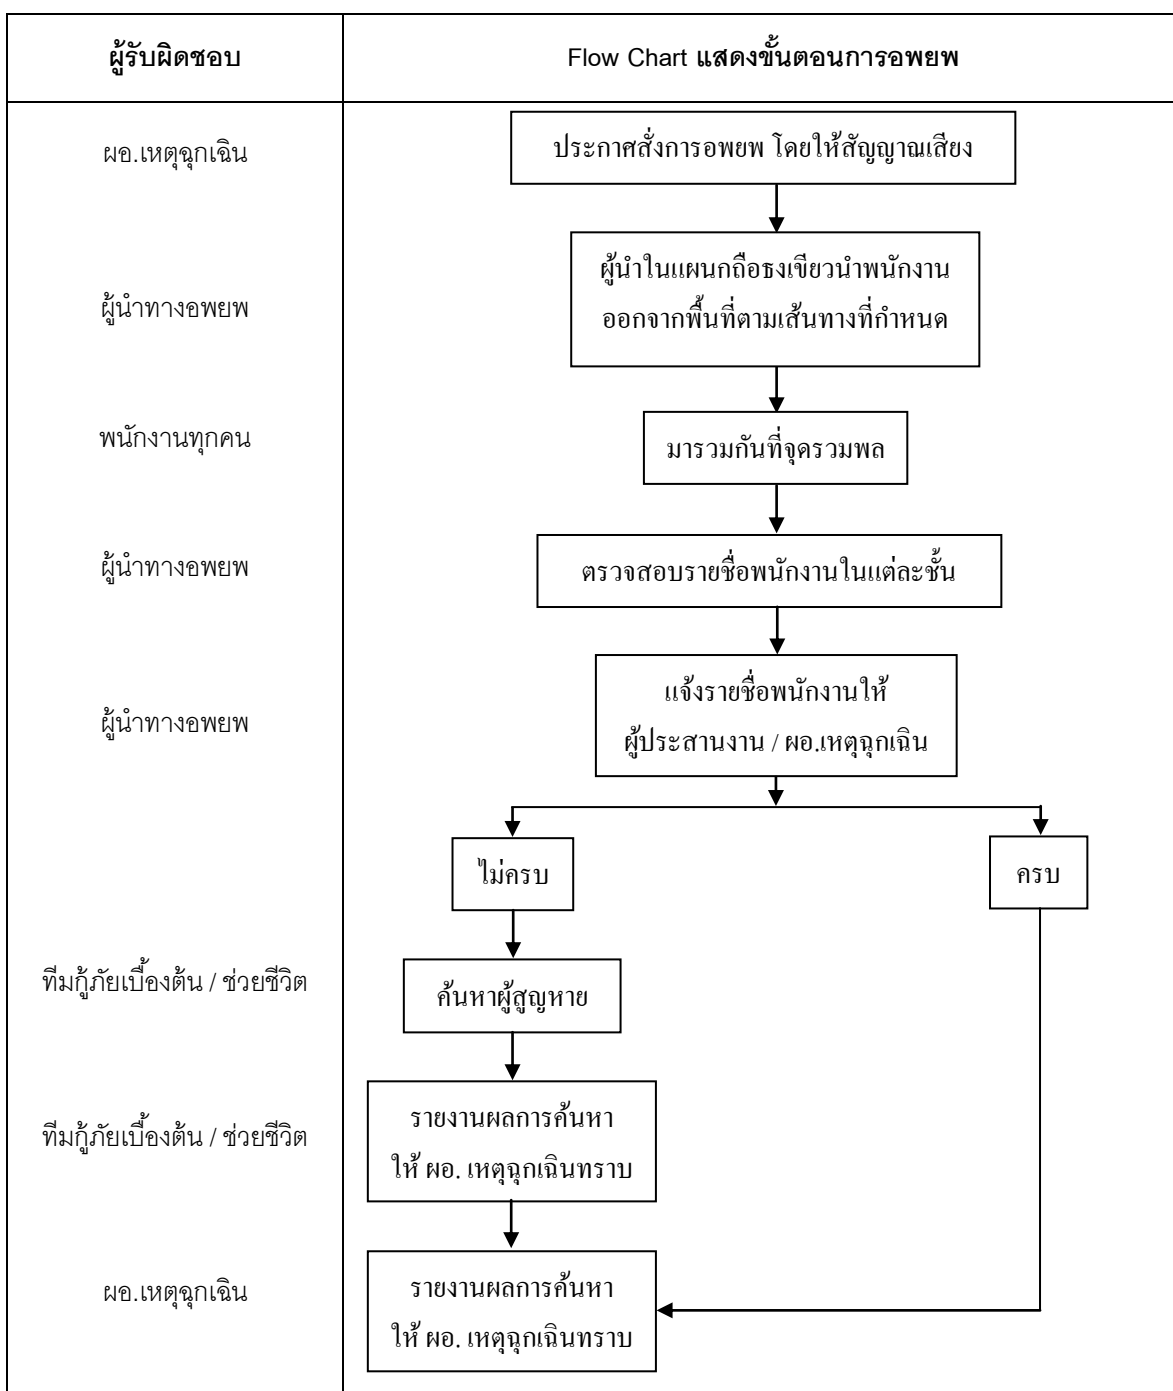 ผู้รับผิดชอบ
Flow Chart แสดงขั้นตอนการอพยพ
ผอ.เหตุฉุกเฉิน
ประกาศสั่งการอพยพ โดยให้สัญญาณเสียง
ผู้นำทางอพยพ
ผู้นำในแผนกถือธงเขียวนำพนักงาน
ออกจากพื้นที่ตามเส้นทางที่กำหนด
พนักงานทุกคน
มารวมกันที่จุดรวมพล
ผู้นำทางอพยพ
ตรวจสอบรายชื่อพนักงานในแต่ละชั้น
ผู้นำทางอพยพ
แจ้งรายชื่อพนักงานให้
ผู้ประสานงาน / ผอ.เหตุฉุกเฉิน
ไม่ครบ
ครบ
ทีมกู้ภัยเบื้องต้น / ช่วยชีวิต
ค้นหาผู้สูญหาย
ทีมกู้ภัยเบื้องต้น / ช่วยชีวิต
รายงานผลการค้นหา
ให้ ผอ. เหตุฉุกเฉินทราบ
ผอ.เหตุฉุกเฉิน
รายงานผลการค้นหา
ให้ ผอ. เหตุฉุกเฉินทราบ